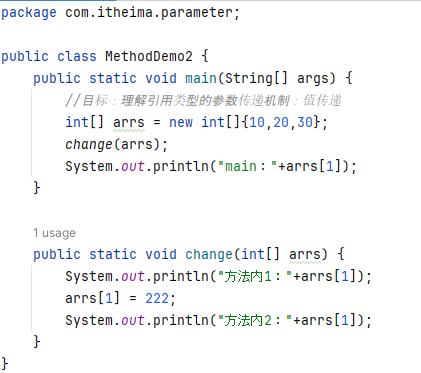 package com.itheima.parameter;
public class MethodDemo2 {
public static void main(String[] args) {
//目标：理解引用类型的参数传递机制：值传递
int[] arrs = new int[]{10,20,30};
change(arrs);
System.out.println("main："+arrs[1]);
}
1 usage
public static void change(int[] arrs) {
System.out.println("方法内1："+arrs[1]);
arrs[1] = 222;
System.out.println("方法内2："+arrs[1]);
}
}